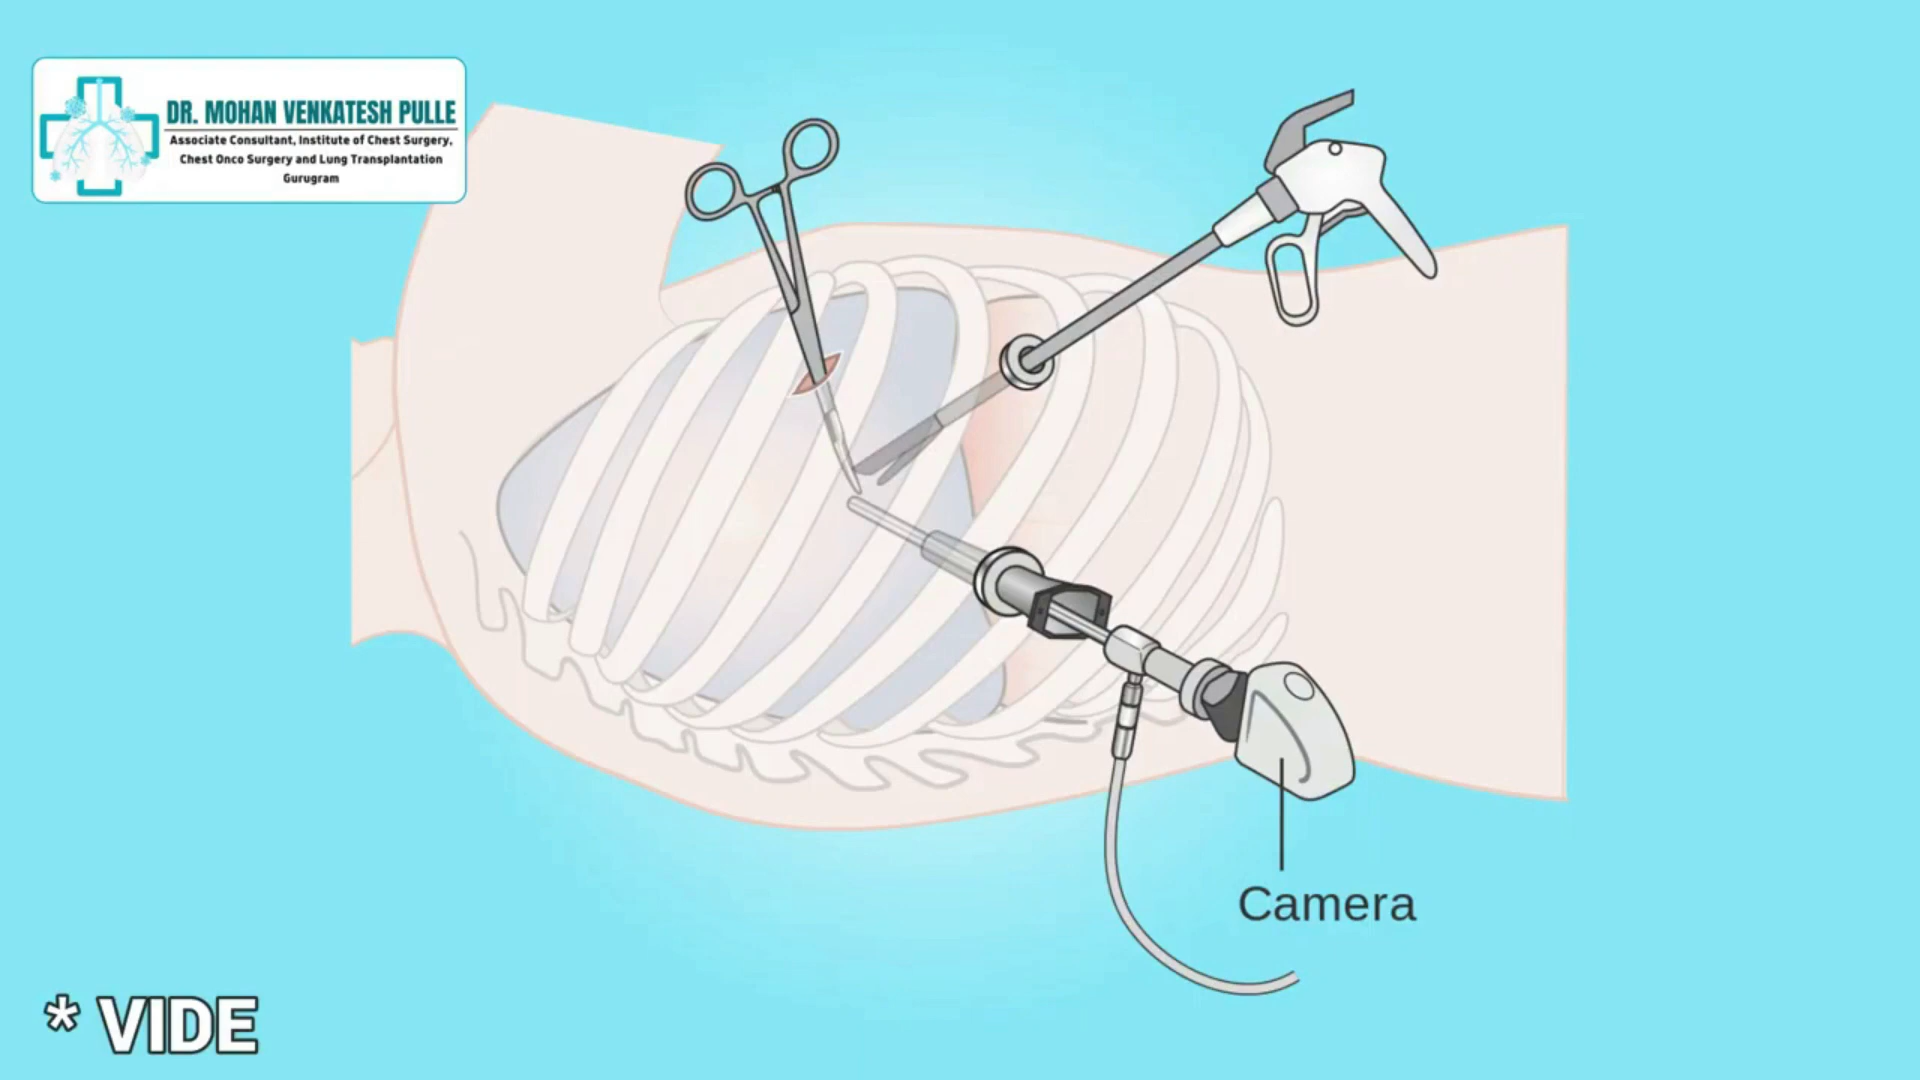 DR. MOHAN VENKATESH PULLE
Associate Consultant, Institute of Chest Surgery,
Chest Onco Surgery and Lung Transplantation
Gurugram
Camera
* VIDE